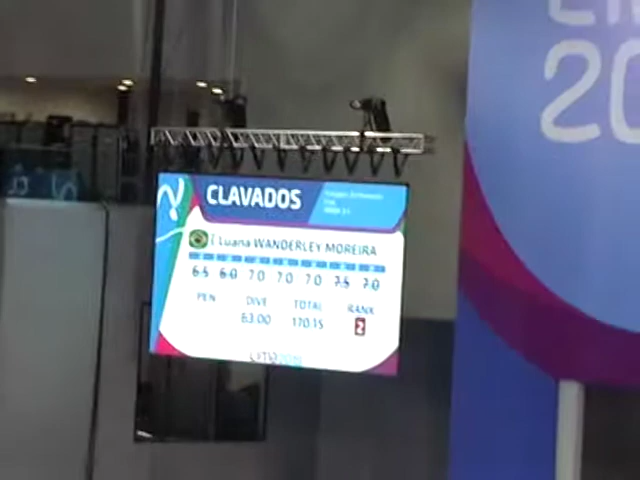 20
CLAVADOS
Luana WANDERLEY MOREIRA
6.5 6.0 7.0 7.0 7.0 7.5 7.0
PEN DIVE TOTAL RANK
63.00 170.15 2